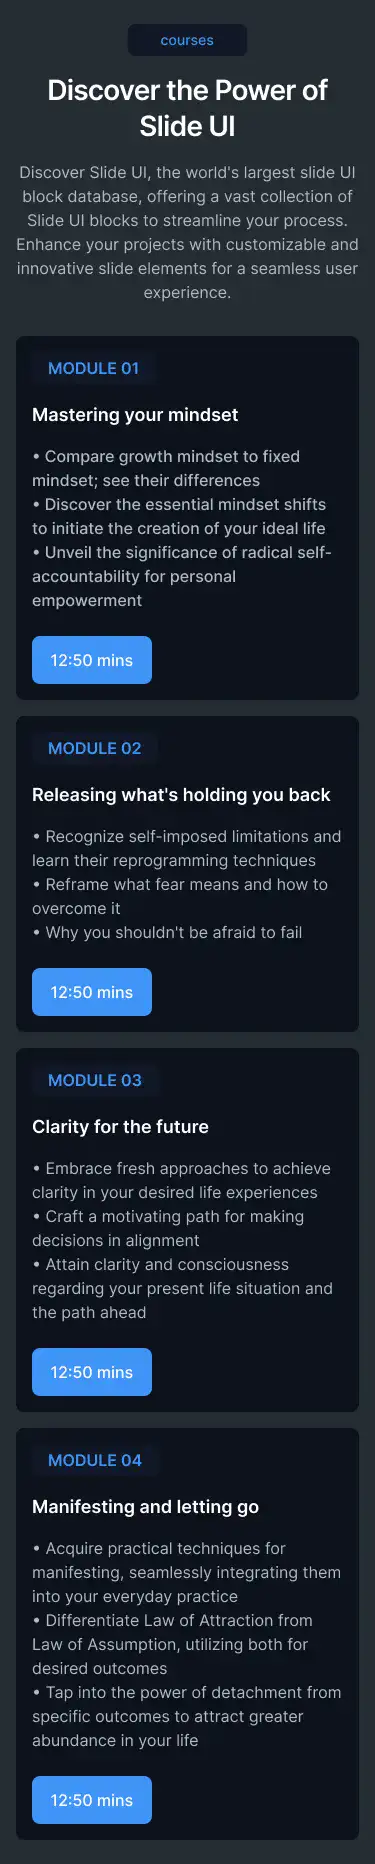 courses
Discover the Power of
Slide UI
Discover Slide UI, the world's largest slide UI
block database, offering a vast collection of
Slide UI blocks to streamline your process.
Enhance your projects with customizable and
innovative slide elements for a seamless user
experience.
MODULE 01
Mastering your mindset
• Compare growth mindset to fixed
mindset; see their differences
• Discover the essential mindset shifts
to initiate the creation of your ideal life
• Unveil the significance of radical self-
accountability for personal
empowerment
12:50 mins
MODULE 02
Releasing what's holding you back
• Recognize self-imposed limitations and
learn their reprogramming techniques
• Reframe what fear means and how to
overcome it
• Why you shouldn't be afraid to fail
12:50 mins
MODULE 03
Clarity for the future
• Embrace fresh approaches to achieve
clarity in your desired life experiences
• Craft a motivating path for making
decisions in alignment
• Attain clarity and consciousness
regarding your present life situation and
the path ahead
12:50 mins
MODULE 04
Manifesting and letting go
• Acquire practical techniques for
manifesting, seamlessly integrating them
into your everyday practice
• Differentiate Law of Attraction from
Law of Assumption, utilizing both for
desired outcomes
• Tap into the power of detachment from
specific outcomes to attract greater
abundance in your life
12:50 mins